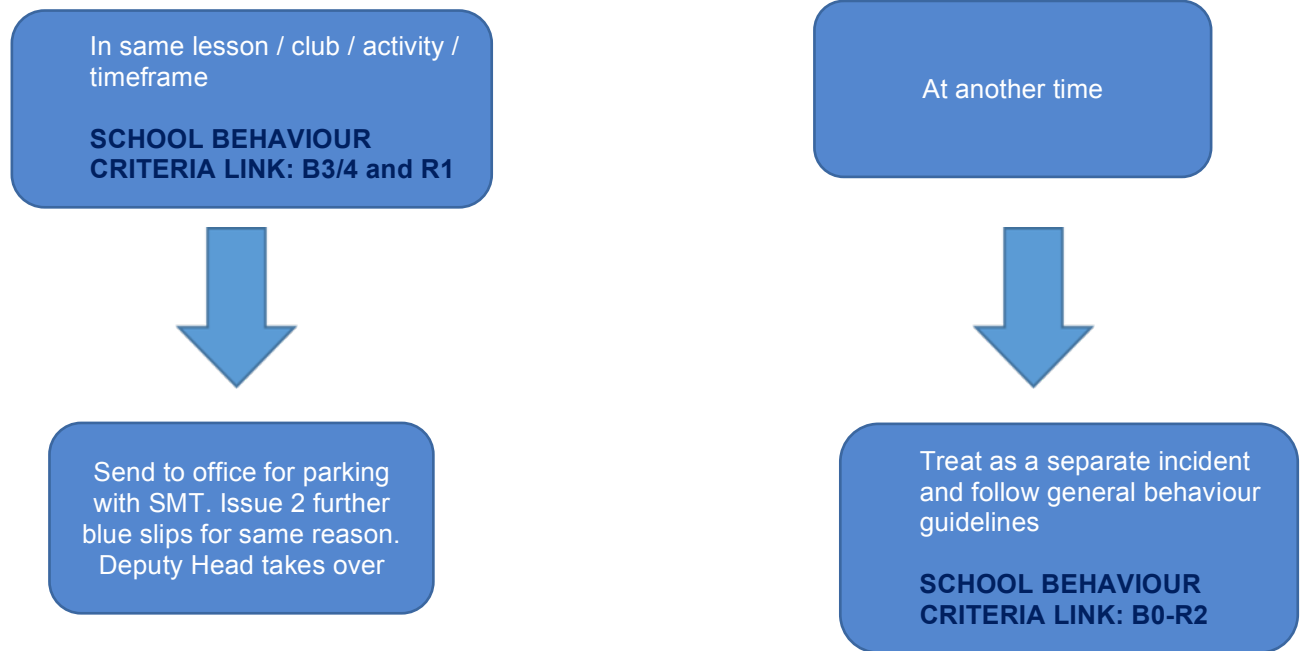 In same lesson / club / activity /
timeframe
SCHOOL BEHAVIOUR
CRITERIA LINK: B3/4 and R1
At another time
Send to office for parking
with SMT. Issue 2 further
blue slips for same reason.
Deputy Head takes over
Treat as a separate incident
and follow general behaviour
guidelines
SCHOOL BEHAVIOUR
CRITERIA LINK: B0-R2